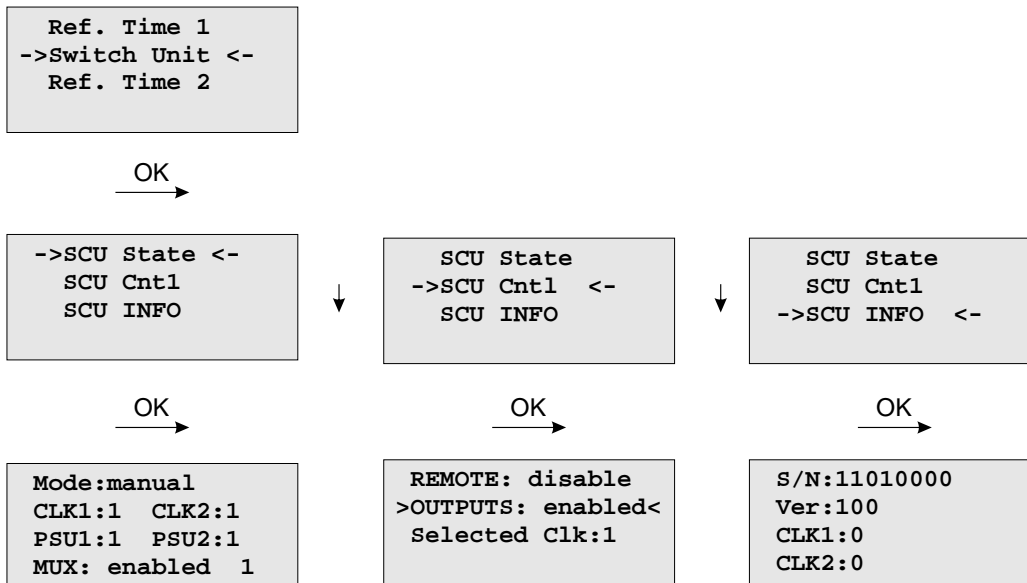 Ref. Time 1
->Switch Unit <-
Ref. Time 2
OK
->SCU State <-
SCU Cnt1
SCU INFO
SCU State
->SCU Cntl <-
SCU INFO
SCU State
SCU Cnt1
->SCU INFO <-
OK
OK
OK
Mode:manual
CLK1:1 CLK2:1
PSU1:1 PSU2:1
MUX: enabled 1
REMOTE: disable
>OUTPUTS: enabled<
Selected Clk:1
S/N:11010000
Ver:100
CLK1:0
CLK2:0